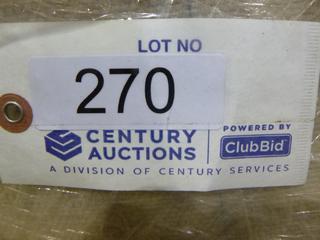 LOT NO
270
CENTURY
AUCTIONS
POWERED BY
ClubBid
A DIVISION OF CENTURY SERVICES